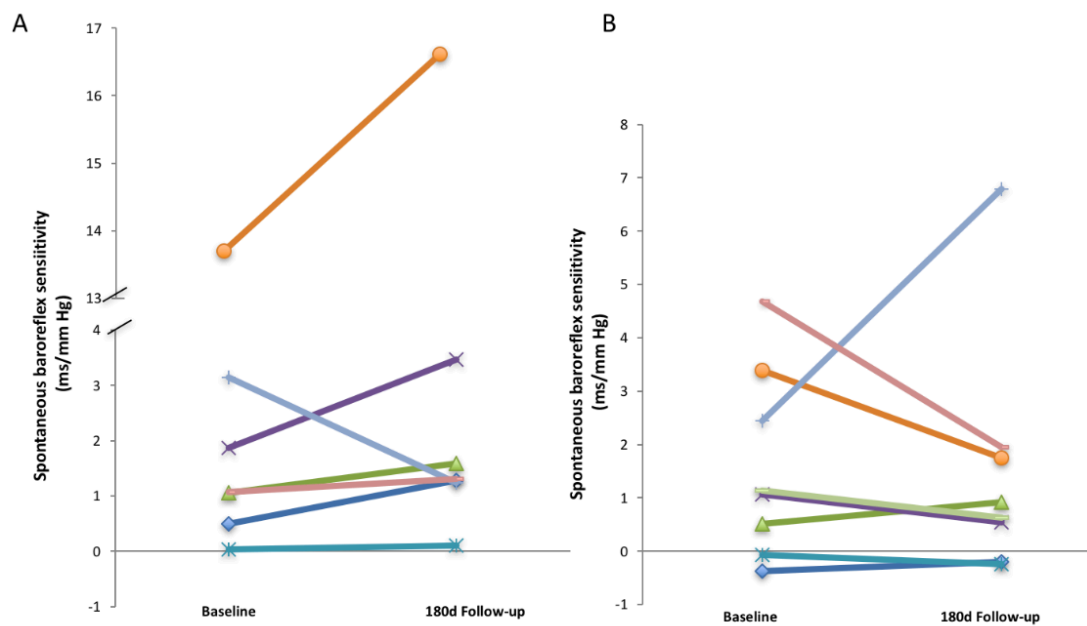 A
Spontaneous baroreflex sensiitivity
(ms/mm Hg)
17
16
15
14
13
4
3
2
1
0
-1
Baseline
180d Follow-up
B
Spontaneous baroreflex sensiitivity
(ms/mm Hg)
8
7
6
5
4
3
2
1
0
-1
Baseline
180d Follow-up